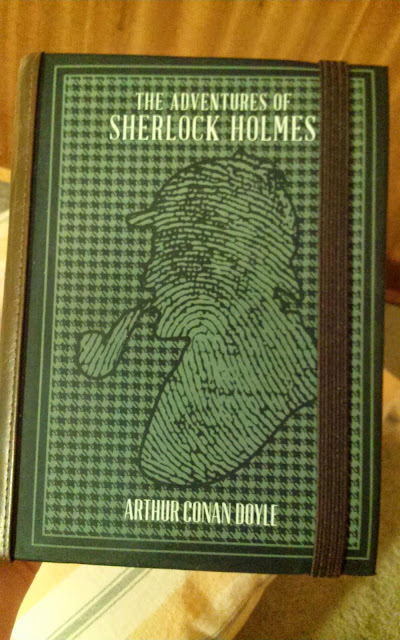 THE ADVENTURES OF
SHERLOCK HOLMES
ARTHUR CONAN DOYLE